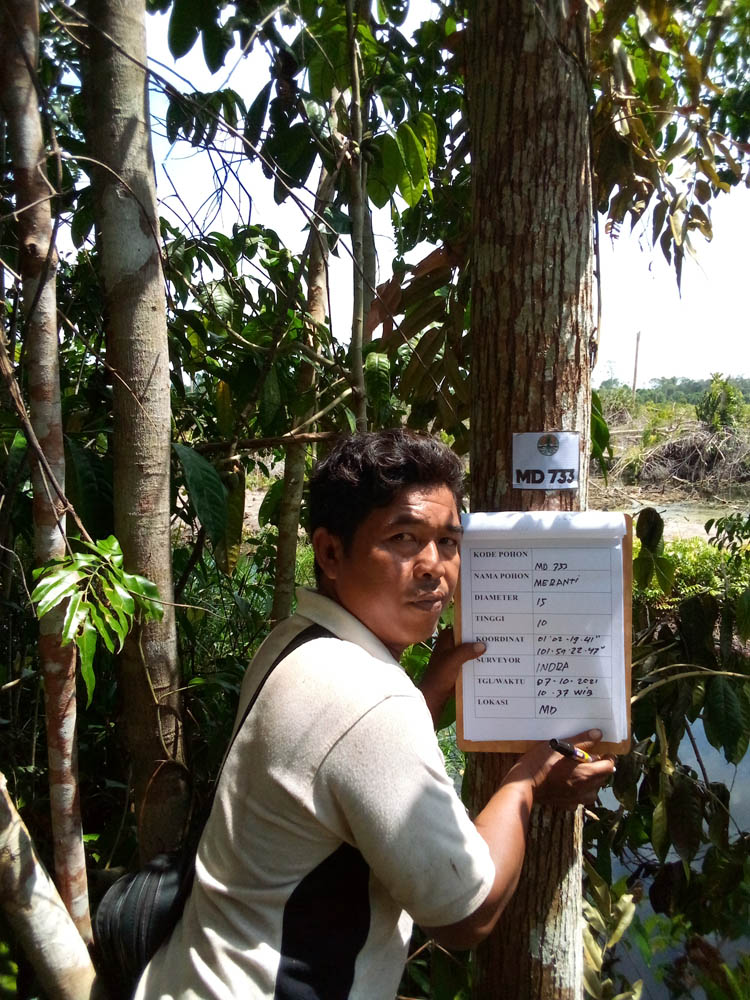 MD 733
KODE POHON MD 733
NAMA POHON MERANTI
DIAMETER 15
TINGGI 10
KOORDINAT 01°02'-19.41"
101-59-22-47"
SURVEYOR INDRA
TGL/WAKTU 07-10-2021
10.37 WIB
LOKASI MD